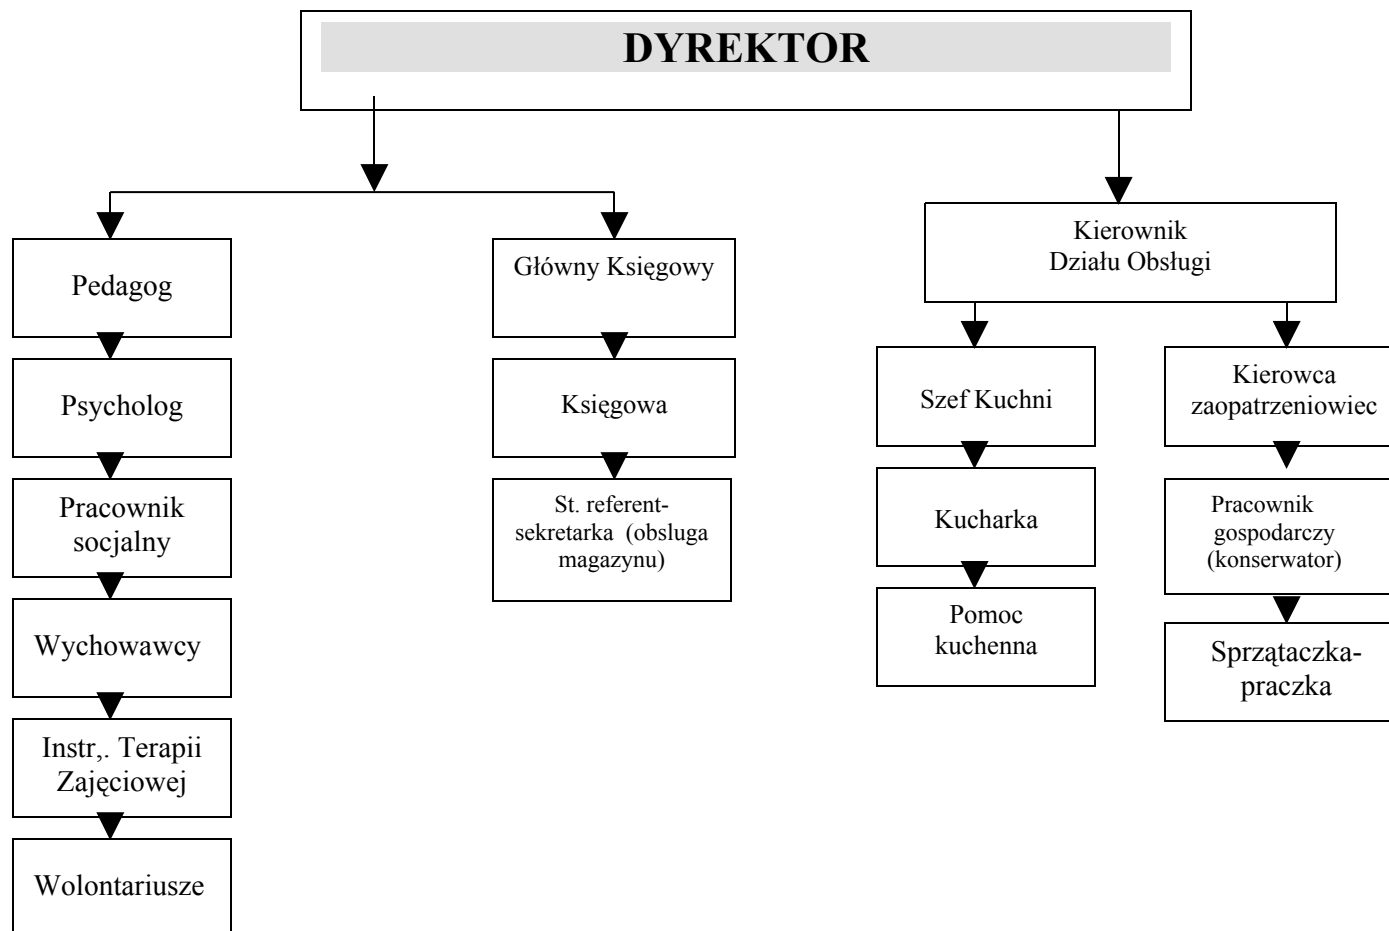 DYREKTOR
Pedagog
Psycholog
Pracownik
socjalny
Wychowawcy
Instr,. Terapii
Zajęciowej
Wolontariusze
Główny Księgowy
Księgowa
St. referent-
sekretarka (obsluga
magazynu)
Kierownik
Działu Obsługi
Szef Kuchni
Kucharka
Pomoc
kuchenna
Kierowca
zaopatrzeniowiec
Pracownik
gospodarczy
(konserwator)
Sprzątaczka-
praczka